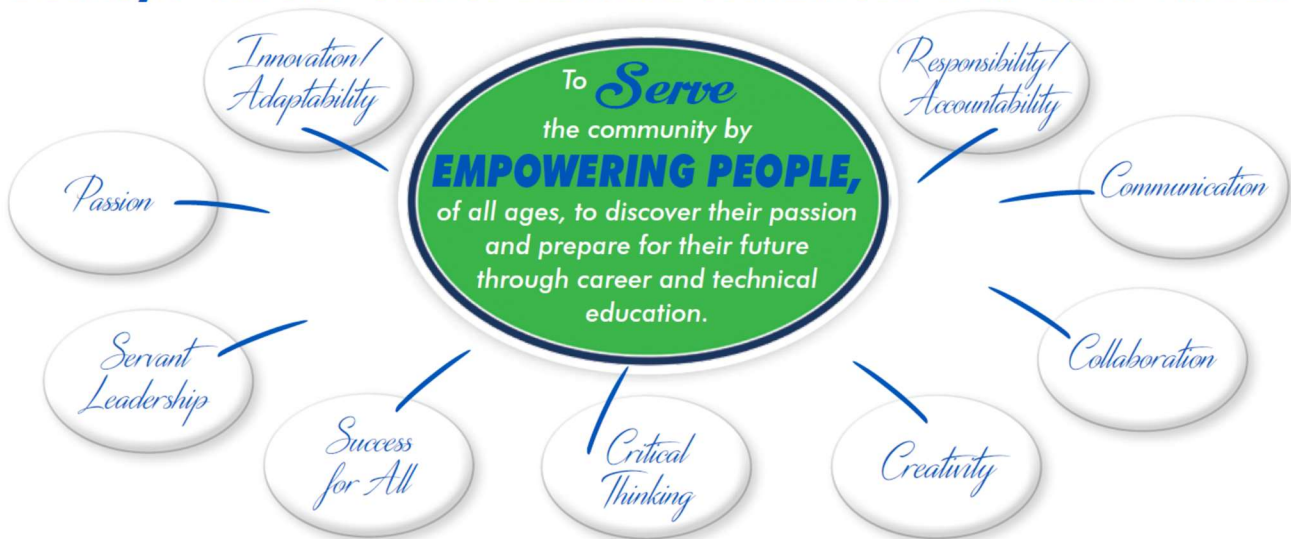 Innovation/
Adaptability
To Serve
the community by
EMPOWERING PEOPLE,
of all ages, to discover their passion
and prepare for their future
through career and technical
education.
Responsibility/
Accountability
Passion
Communication
Servant
Leadership
Collaboration
Success
for All
Critical
Thinking
Creativity